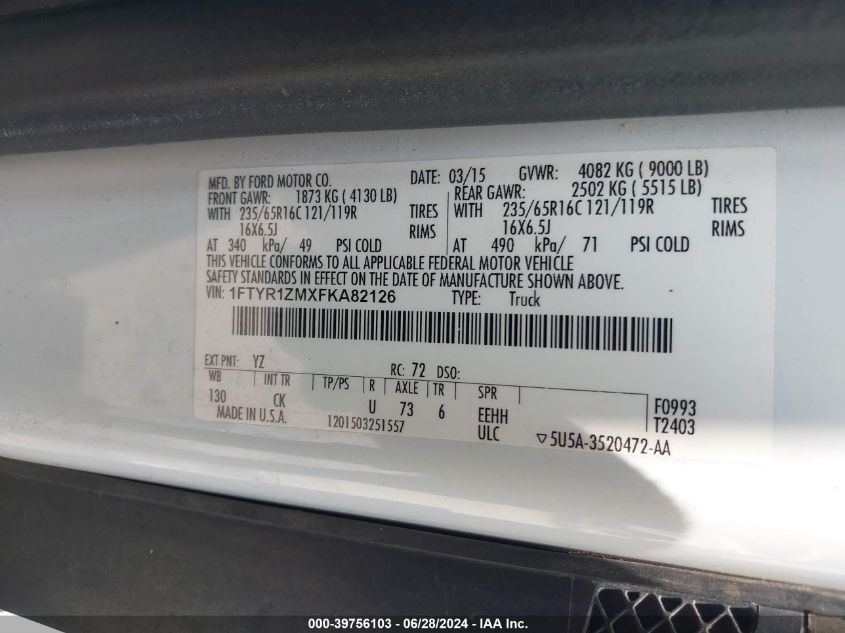 MFD. BY FORD MOTOR CO. DATE: 03/15 GVWR: 4082 KG ( 9000 LB)
FRONT GAWR: 1873 KG ( 4130 LB) REAR GAWR: 2502 KG ( 5515 LB)
WITH 235/65R16C 121/119R TIRES WITH 235/65R16C 121/119R TIRES
16X6.5J RIMS 16X6.5J RIMS
AT 340 kPa/ 49 PSI COLD AT 490 kPa/ 71 PSI COLD
THIS VEHICLE CONFORMS TO ALL APPLICABLE FEDERAL MOTOR VEHICLE
SAFETY STANDARDS IN EFFECT ON THE DATE OF MANUFACTURE SHOWN ABOVE.
VIN: 1FTYR1ZMXFKA82126 TYPE: Truck
EXT PNT: YZ RC: 72 DSO:
WB INT TR TP/PS R AXLE TR SPR
130 CK U 73 6 EEHH F0993
MADE IN U.S.A. 1201503251557 ULC T2403
▽5U5A-3520472-AA
000-39756103 - 06/28/2024 - IAA Inc.